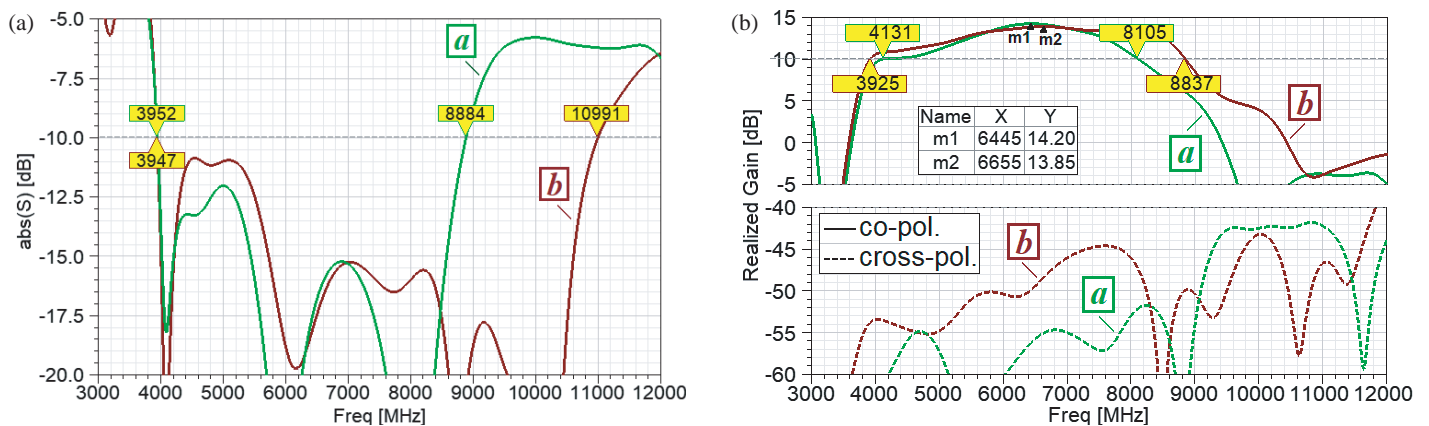 (a)
abs(S) [dB]
-5.0
-7.5
-10.0
-12.5
-15.0
-17.5
-20.0
a
3952
8884
10991
3947
b
3000 4000 5000 6000 7000 8000 9000 10000 11000 12000
Freq [MHz]
(b)
Realized Gain [dB]
15
10
5
0
-5
4131
8105
m1 m2
3925
8837
Name X Y
m1 6445 14.20
m2 6655 13.85
b
a
-40
-45
-50
-55
-60
co-pol.
cross-pol.
b
a
3000 4000 5000 6000 7000 8000 9000 10000 11000 12000
Freq [MHz]